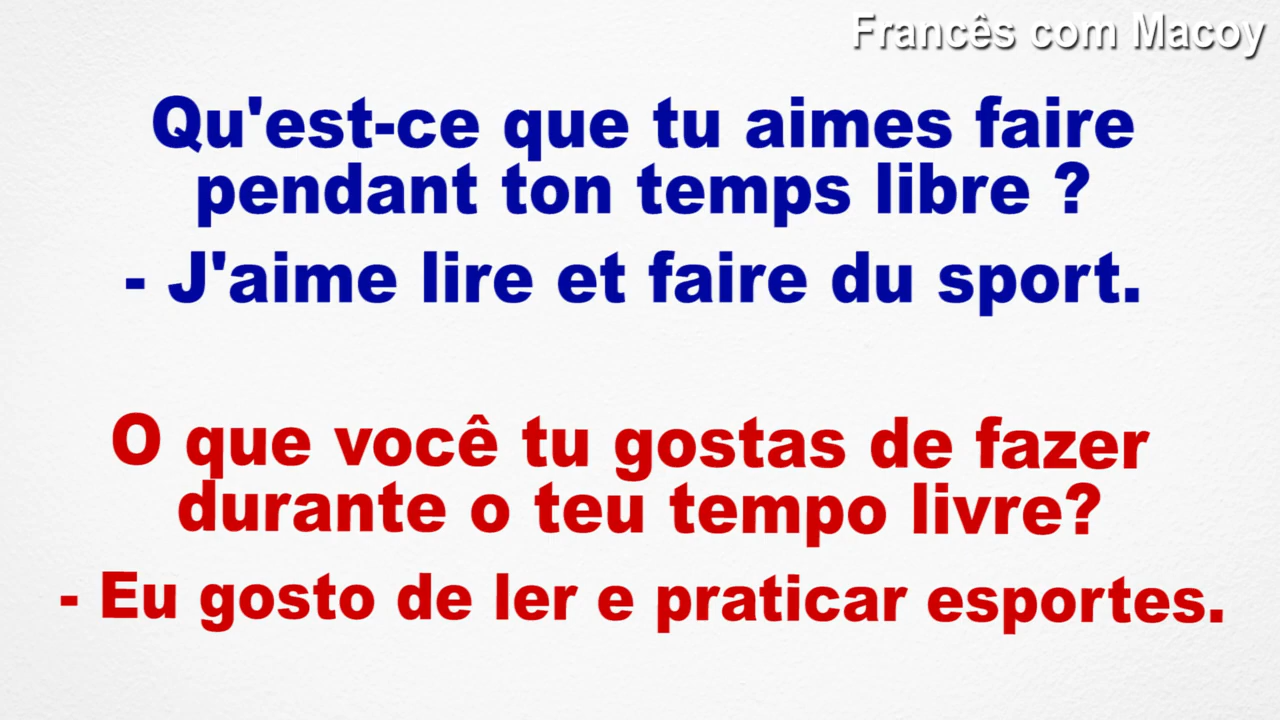 Francês com Macoy
Qu'est-ce que tu aimes faire
pendant ton temps libre ?
- J'aime lire et faire du sport.
O que você tu gostas de fazer
durante o teu tempo livre?
- Eu gosto de ler e praticar esportes.